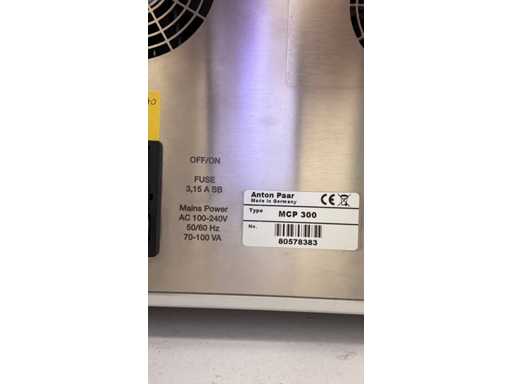 OFF/ON
FUSE
3,15 A SB
Mains Power
AC 100-240V
50/60 Hz
70-100 VA
Anton Paar
Made in Germany
CE
Type MCP 300
No.
80578383